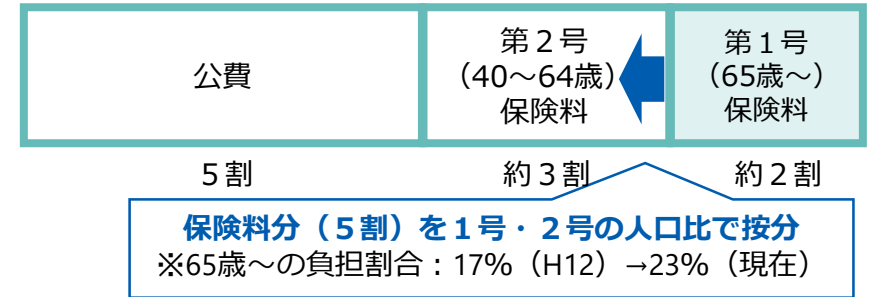 公費
第２号
（40～64歳）
保険料
第１号
（65歳～）
保険料
５割
約３割
約２割
保険料分（５割）を１号・２号の人口比で按分
※65歳～の負担割合：17%（H12）→23%（現在）